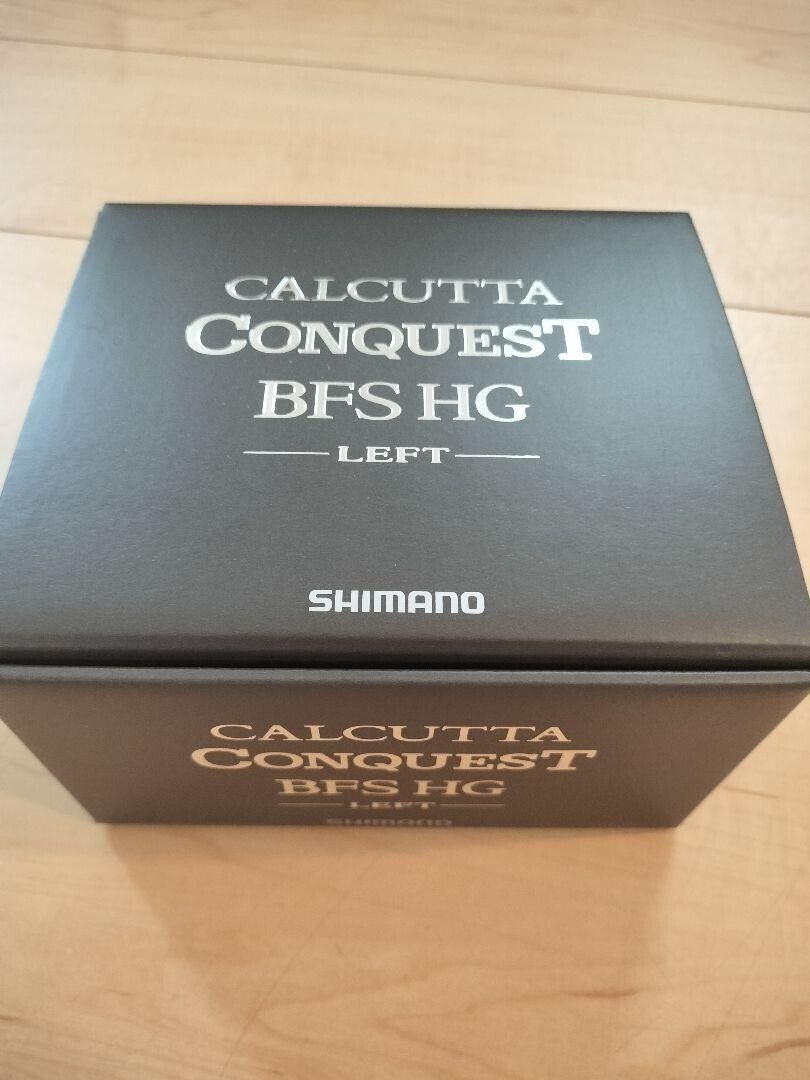 CALCUTTA
CONQUEST
BFS HG
LEFT
SHIMANO
CALCUTTA
CONQUEST
BFS HG
LEFT
SHIMANO